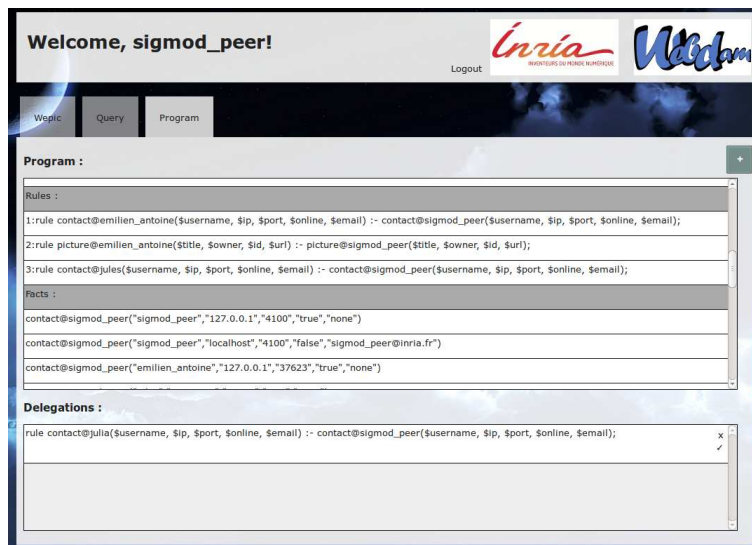 Welcome, sigmod_peer!
Logout
Inría
INVENTEURS DU MONDE NUMÉRIQUE
Webdam
Wepic
Query
Program
Program :
+
Rules :
1:rule contact@emilien_antoine($username, $ip, $port, $online, $email) :- contact@sigmod_peer($username, $ip, $port, $online, $email);
2:rule picture@emilien_antoine($title, $owner, $id, $url) :- picture@sigmod_peer($title, $owner, $id, $url);
3:rule contact@jules($username, $ip, $port, $online, $email) :- contact@sigmod_peer($username, $ip, $port, $online, $email);
Facts :
contact@sigmod_peer("sigmod_peer","127.0.0.1","4100","true","none")
contact@sigmod_peer("sigmod_peer","localhost","4100","false","sigmod_peer@inria.fr")
contact@sigmod_peer("emilien_antoine","127.0.0.1","37623","true","none")
Delegations :
rule contact@julia($username, $ip, $port, $online, $email) :- contact@sigmod_peer($username, $ip, $port, $online, $email);
x
✓